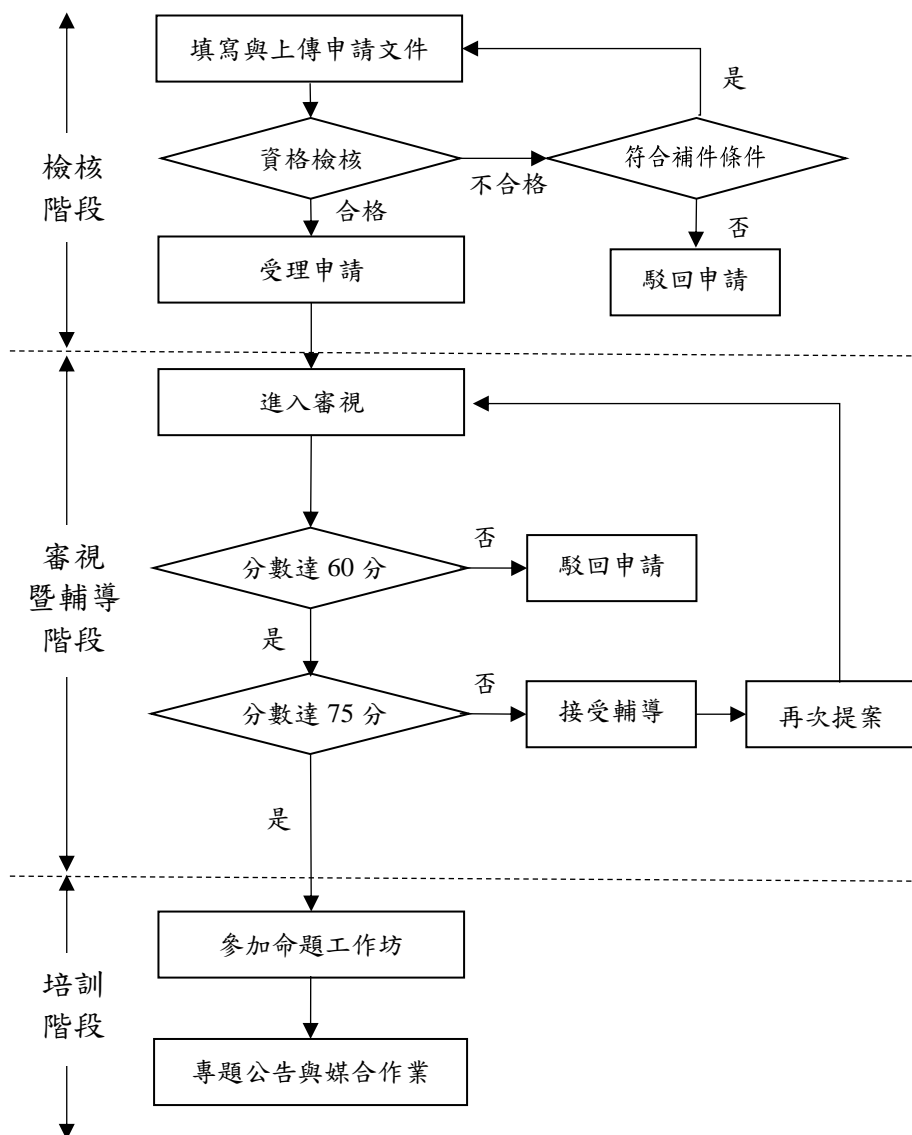 填寫與上傳申請文件
是
資格檢核
符合補件條件
不合格
檢核
階段
合格
否
受理申請
駁回申請
進入審視
否
分數達 60 分
駁回申請
審視
暨輔導
階段
是
否
分數達 75 分
接受輔導
再次提案
是
參加命題工作坊
培訓
階段
專題公告與媒合作業